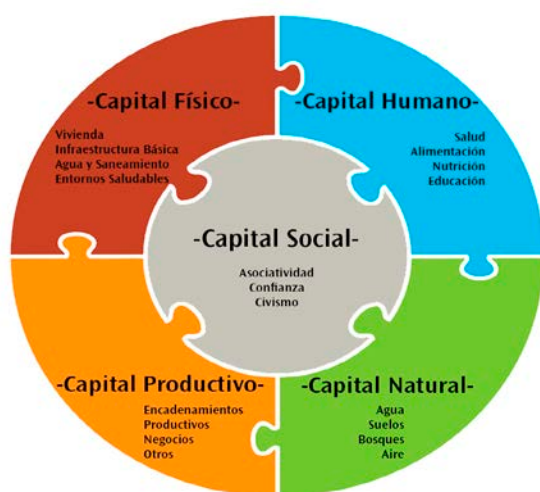 -Capital Físico-
Vivienda
Infraestructura Básica
Agua y Saneamiento
Entornos Saludables
-Capital Humano-
Salud
Alimentación
Nutrición
Educación
-Capital Social-
Asociatividad
Confianza
Civismo
-Capital Productivo-
Encadenamientos
Productivos
Negocios
Otros
-Capital Natural-
Agua
Suelos
Bosques
Aire